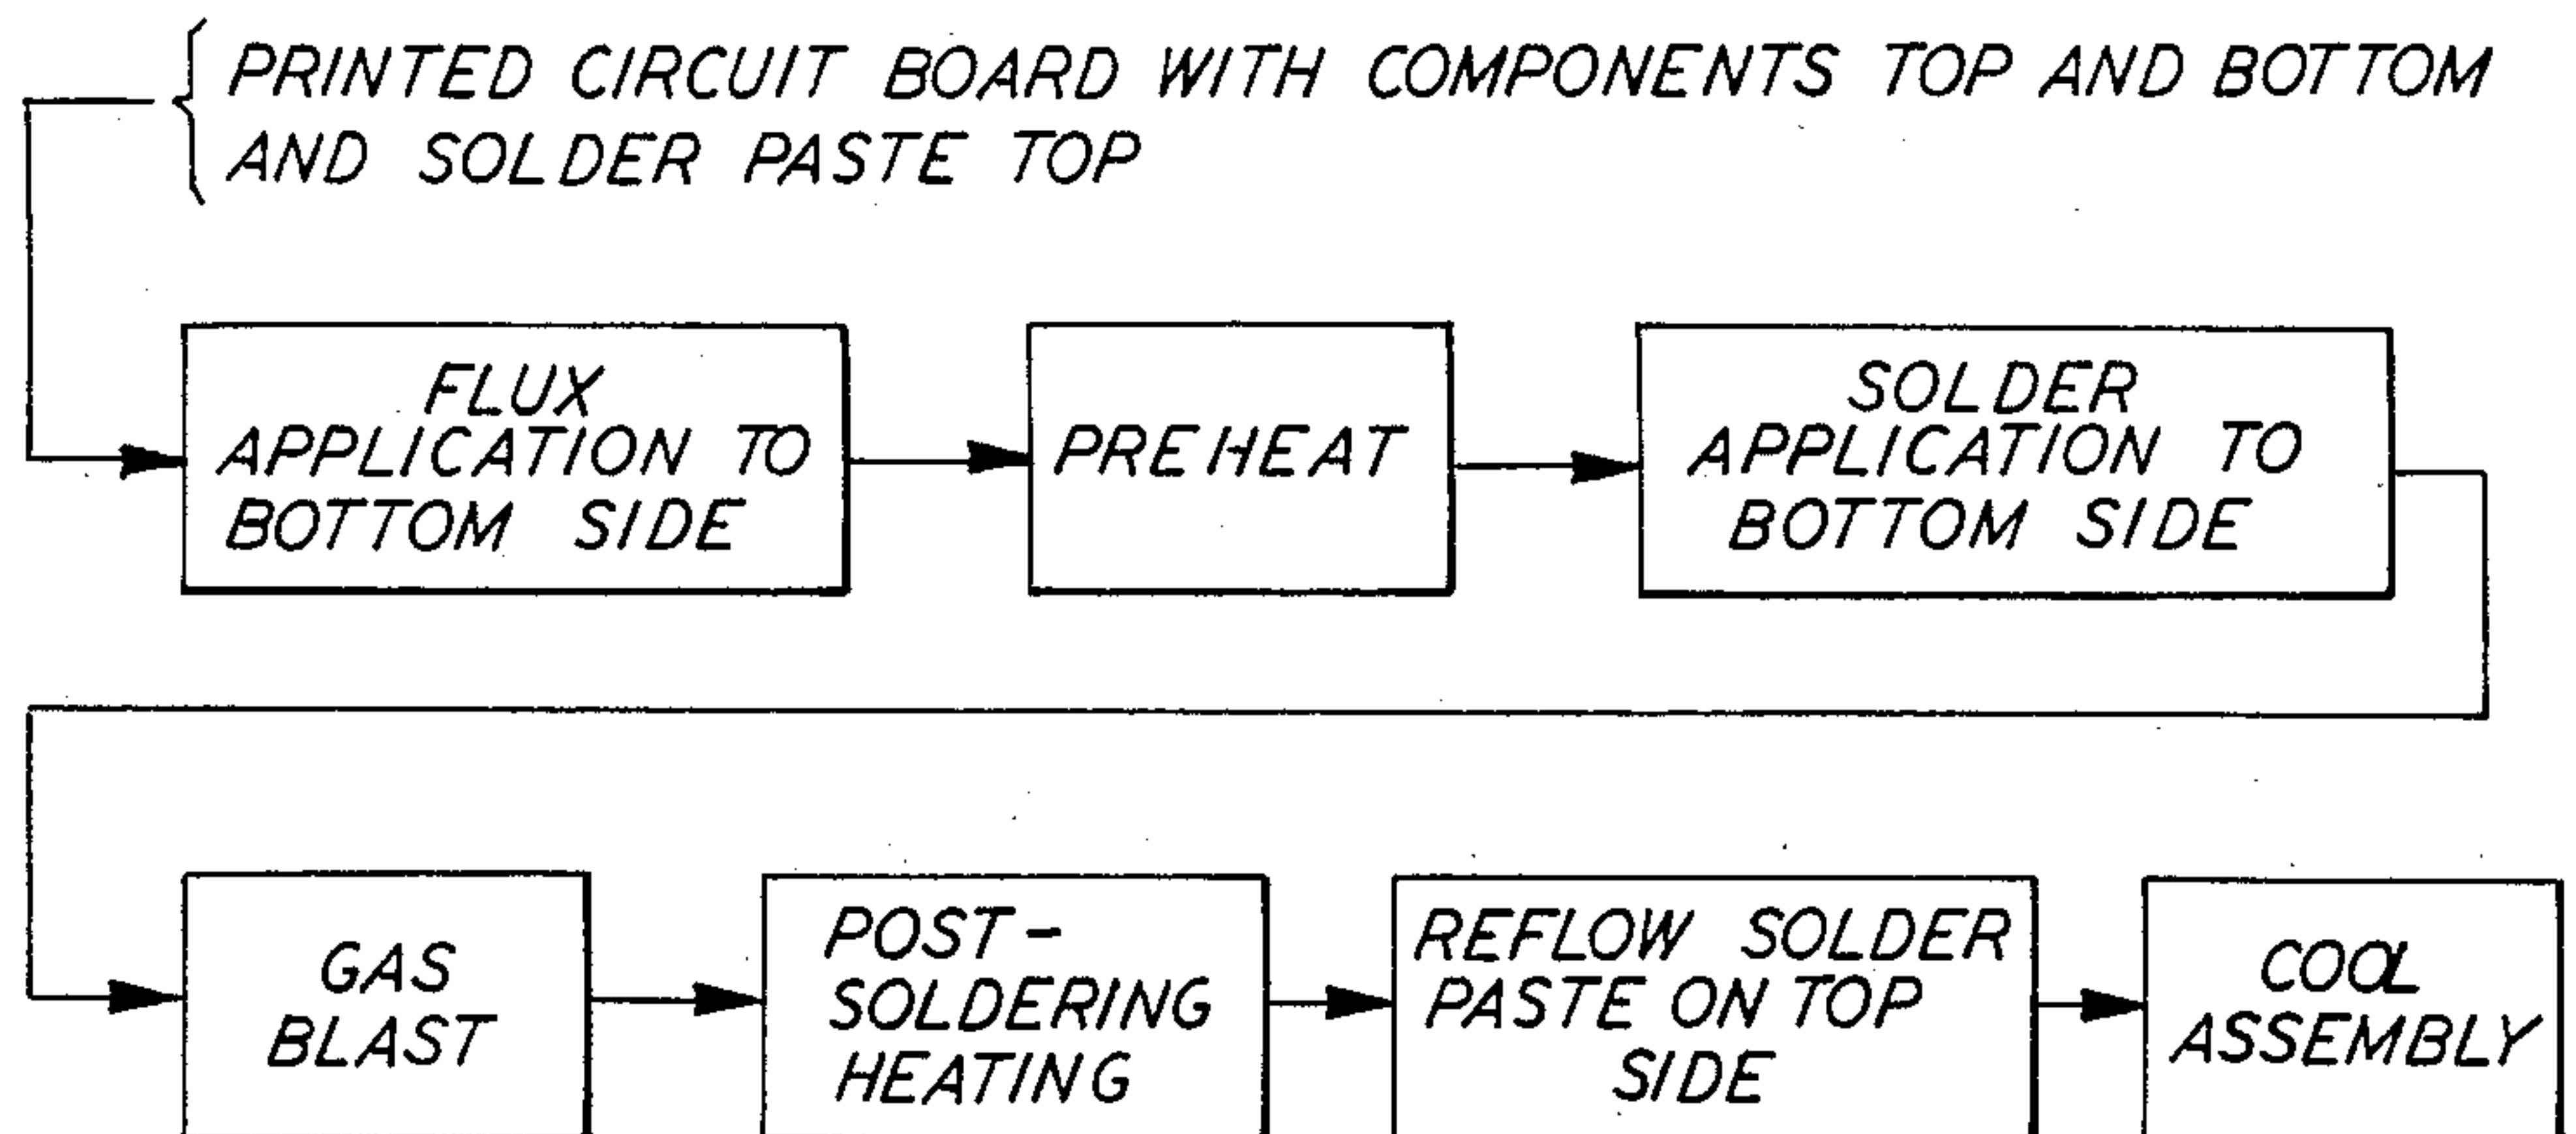 PRINTED CIRCUIT BOARD WITH COMPONENTS TOP AND BOTTOM
AND SOLDER PASTE TOP
FLUX
APPLICATION TO
BOTTOM SIDE
PREHEAT
SOLDER
APPLICATION TO
BOTTOM SIDE
GAS
BLAST
POST-
SOLDERING
HEATING
REFLOW SOLDER
PASTE ON TOP
SIDE
COOL
ASSEMBLY